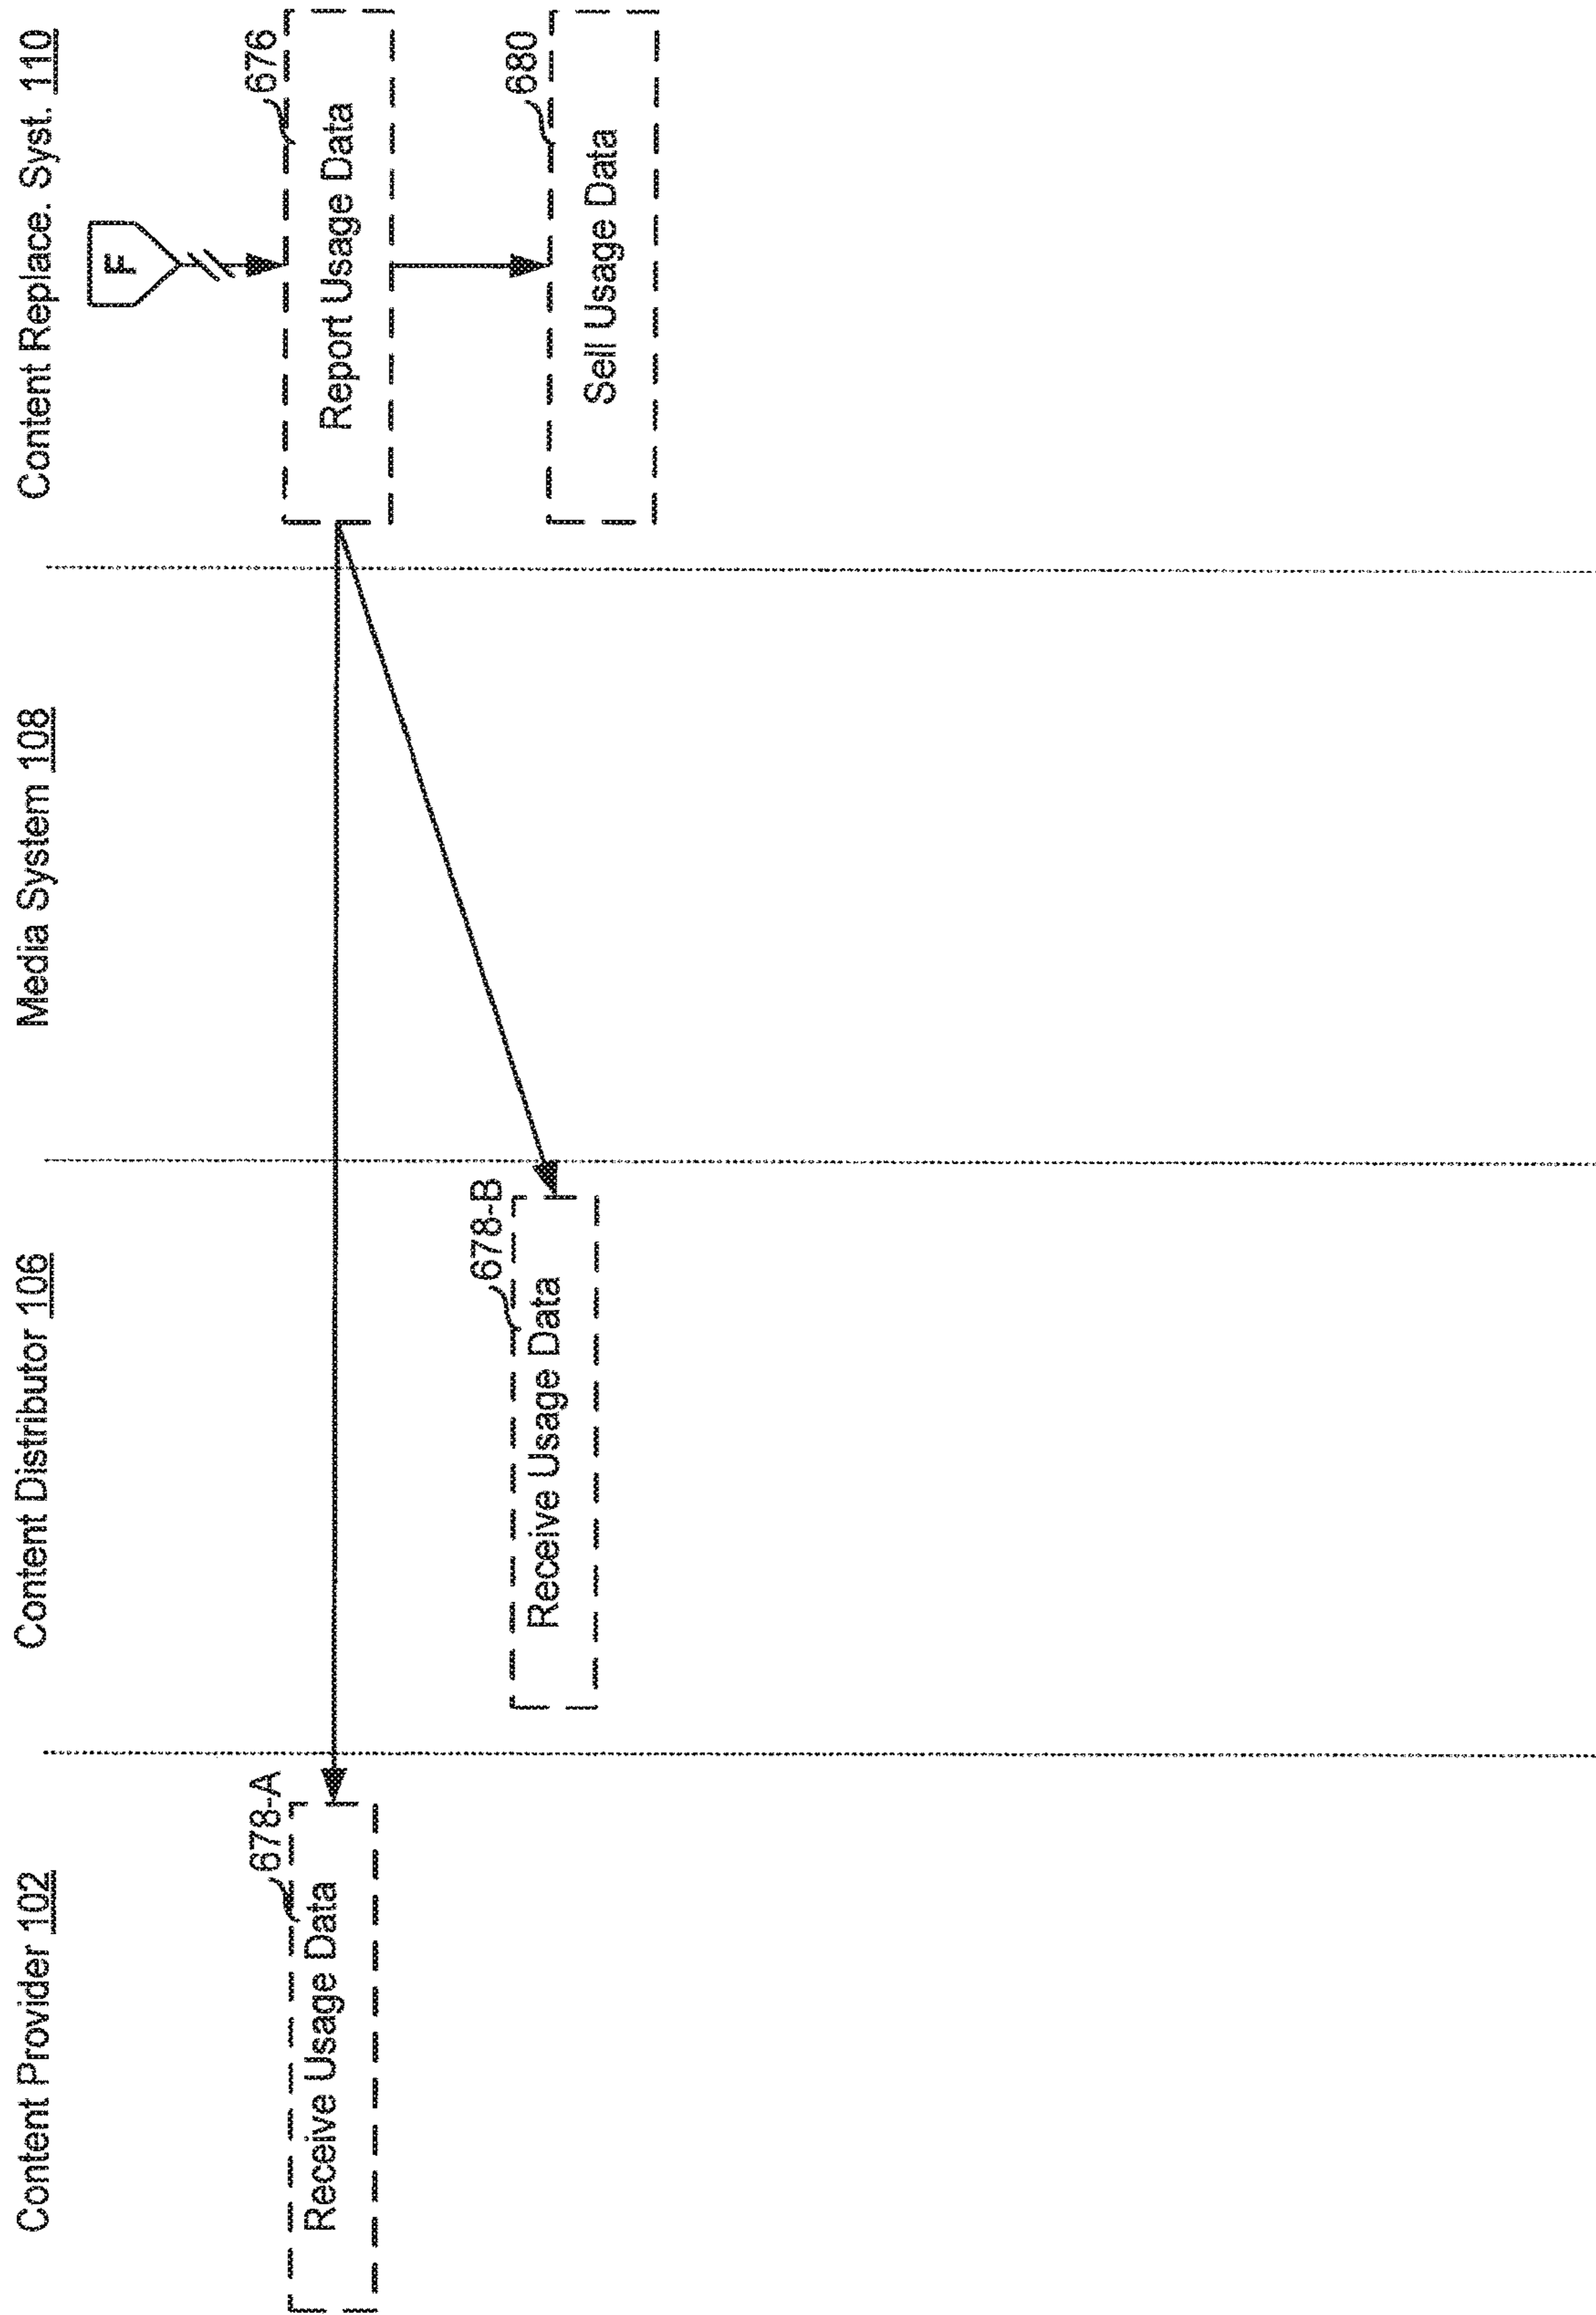 Content Provider 102
Content Distributor 106
Media System 108
Content Replace. Syst. 110
F
678-A
Receive Usage Data
676
Report Usage Data
678-B
Receive Usage Data
680
Sell Usage Data